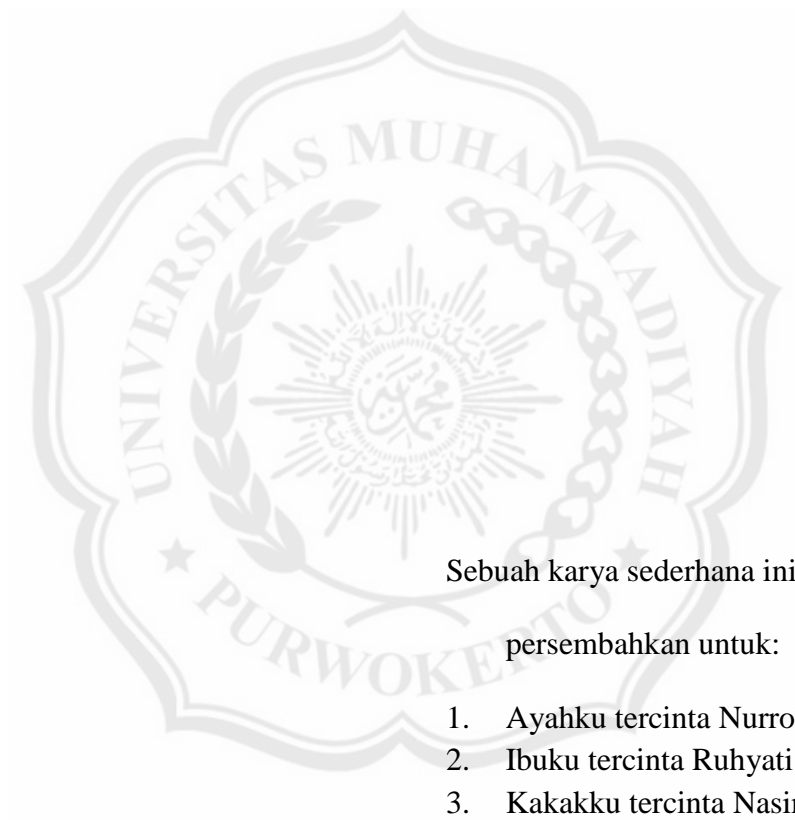 UNIVERSITAS MUHAMMADIYAH
PURWOKERTO
Sebuah karya sederhana ini
persembahkan untuk:
1. Ayahku tercinta Nurro
2. Ibuku tercinta Ruhyati
3. Kakakku tercinta